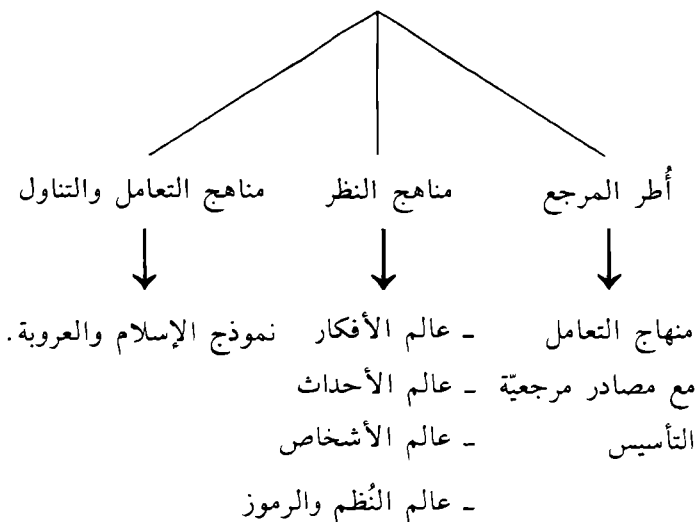 أُطر المرجع
مناهج النظر
مناهج التعامل والتناول
منهاج التعامل
مع مصادر مرجعيّة
التأسيس
ـ عالم الأفكار
ـ عالم الأحداث
ـ عالم الأشخاص
ـ عالم النُظم والرموز
نموذج الإسلام والعروبة.